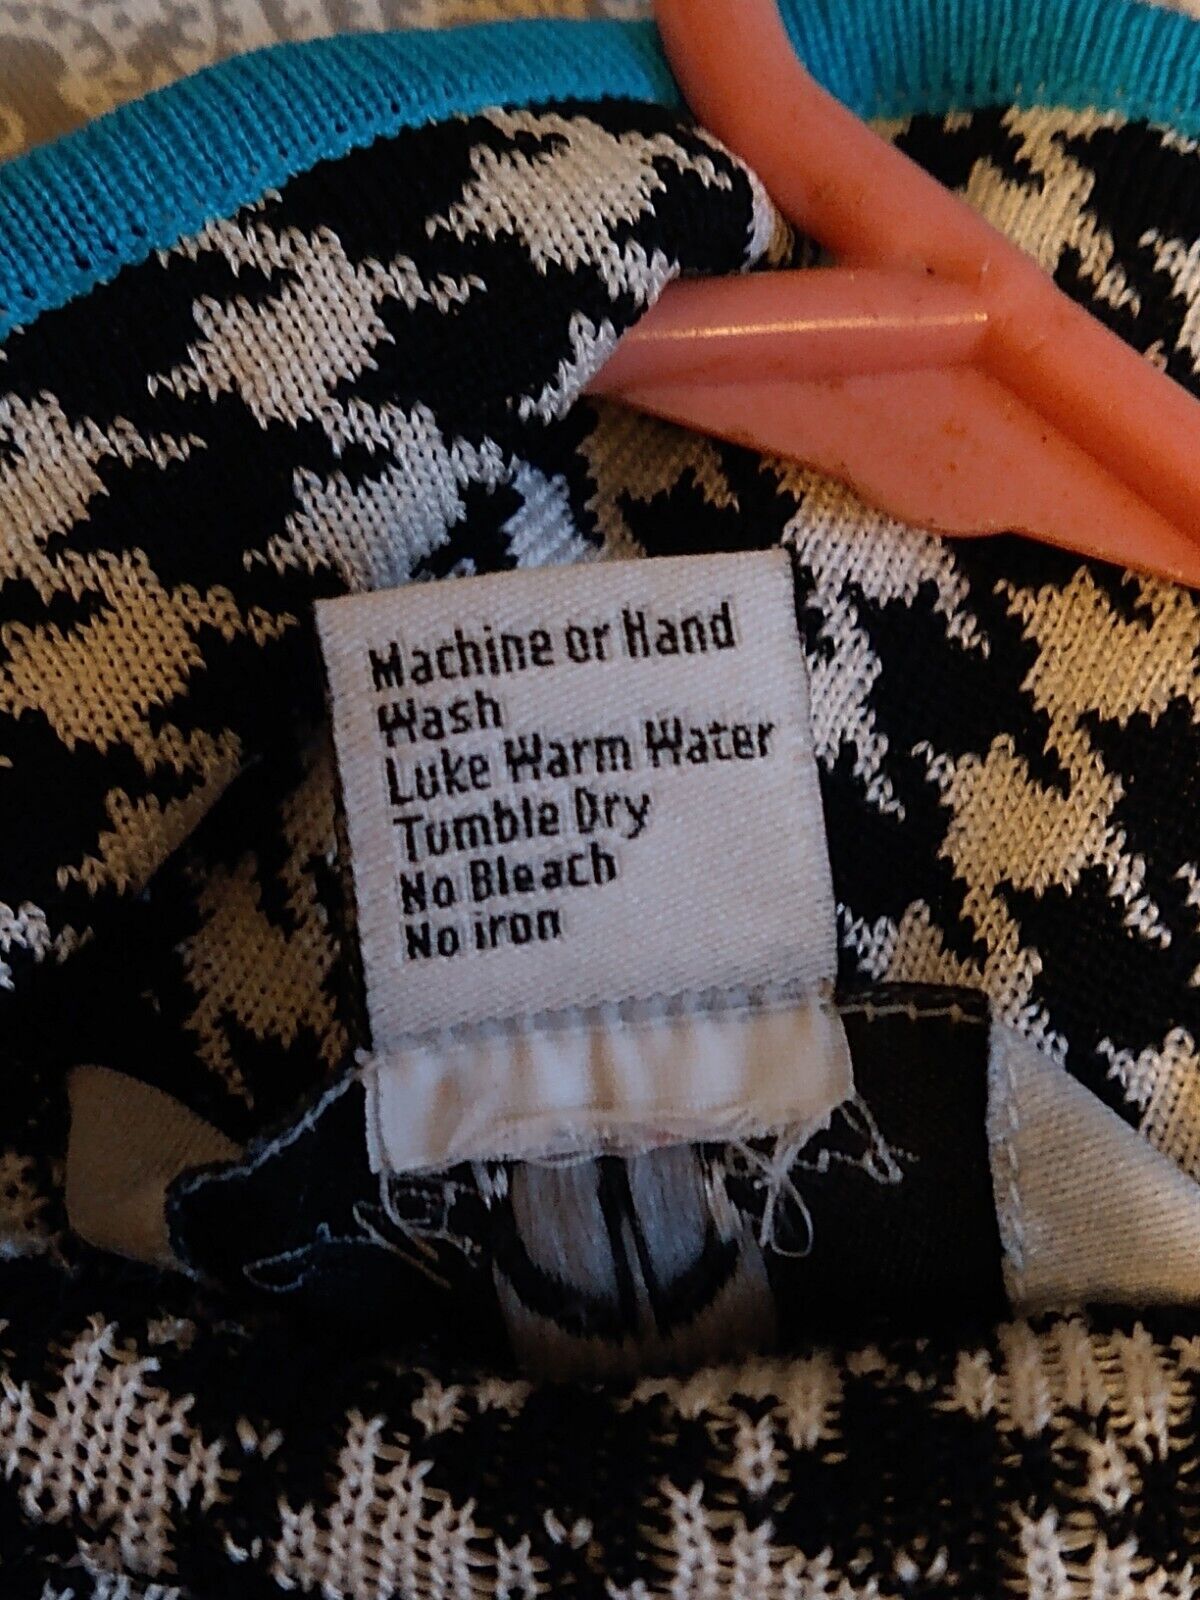 Machine or Hand
Wash
Luke Warm Water
Tumble Dry
No Bleach
No iron